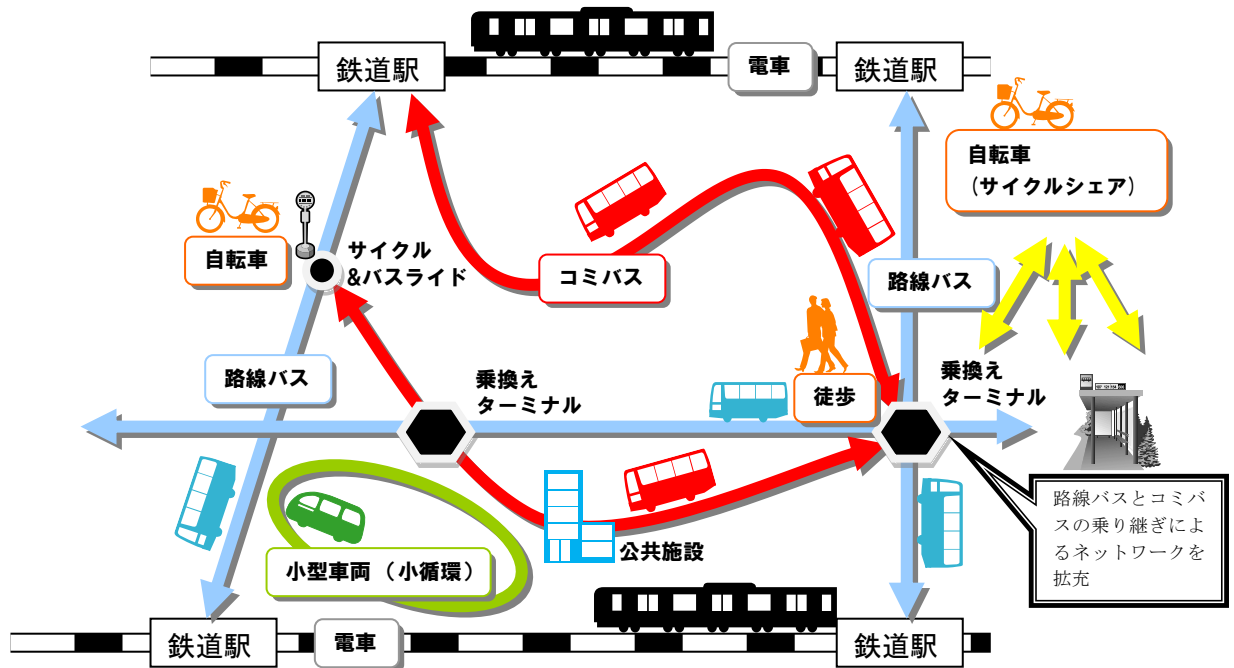 鉄道駅
電車
鉄道駅
自転車
(サイクルシェア)
自転車
サイクル
&バスライド
コミバス
路線バス
路線バス
乗換え
ターミナル
徒歩
乗換え
ターミナル
路線バスとコミバ
スの乗り継ぎによ
るネットワークを
拡充
公共施設
小型車両 (小循環)
鉄道駅
電車
鉄道駅